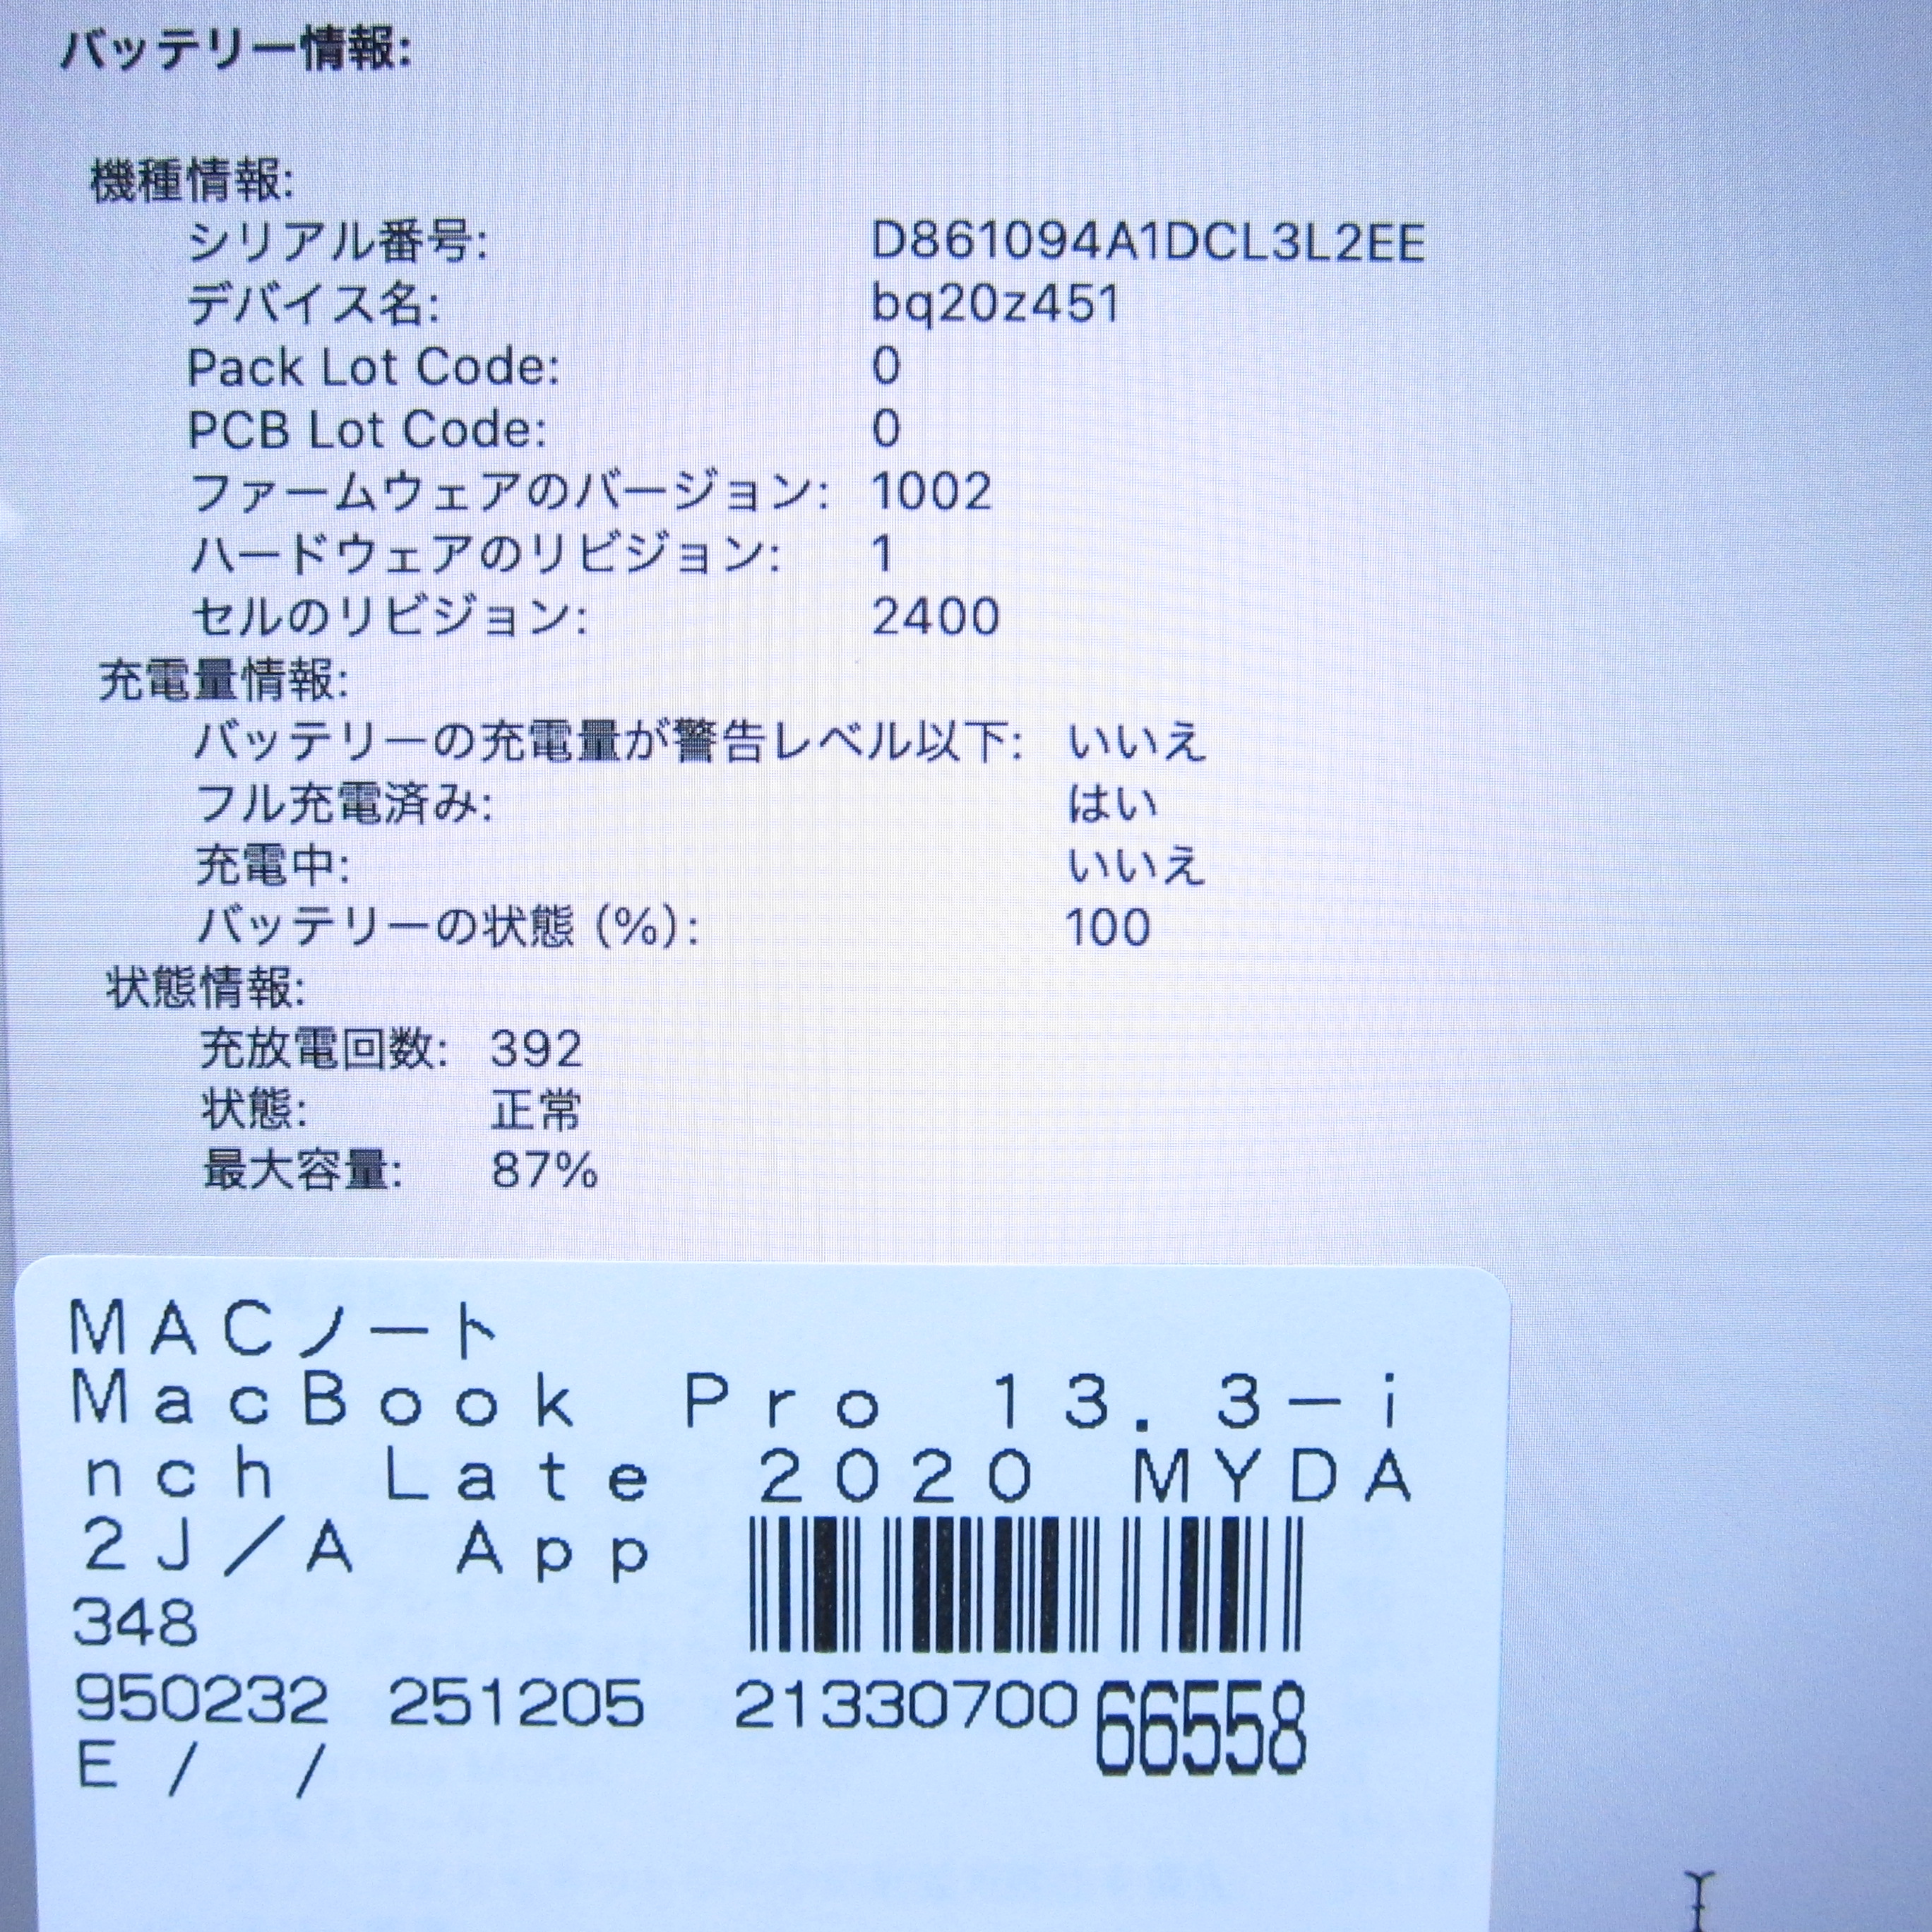 バッテリー情報:
機種情報:
シリアル番号: D861094A1DCL3L2EE
デバイス名: bq20z451
Pack Lot Code: 0
PCB Lot Code: 0
ファームウェアのバージョン: 1002
ハードウェアのリビジョン: 1
セルのリビジョン: 2400
充電量情報:
バッテリーの充電量が警告レベル以下: いいえ
フル充電済み: はい
充電中: いいえ
バッテリーの状態 (%): 100
状態情報:
充放電回数: 392
状態: 正常
最大容量: 87%
MACノート
MacBook Pro 13.3-i
nch Late 2020 MYDA
2J/A App
348
950232 251205 2133070066558
E / /